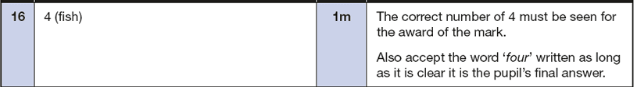 16 4 (fish) 1m The correct number of 4 must be seen for
the award of the mark.
Also accept the word ‘four’ written as long
as it is clear it is the pupil’s final answer.